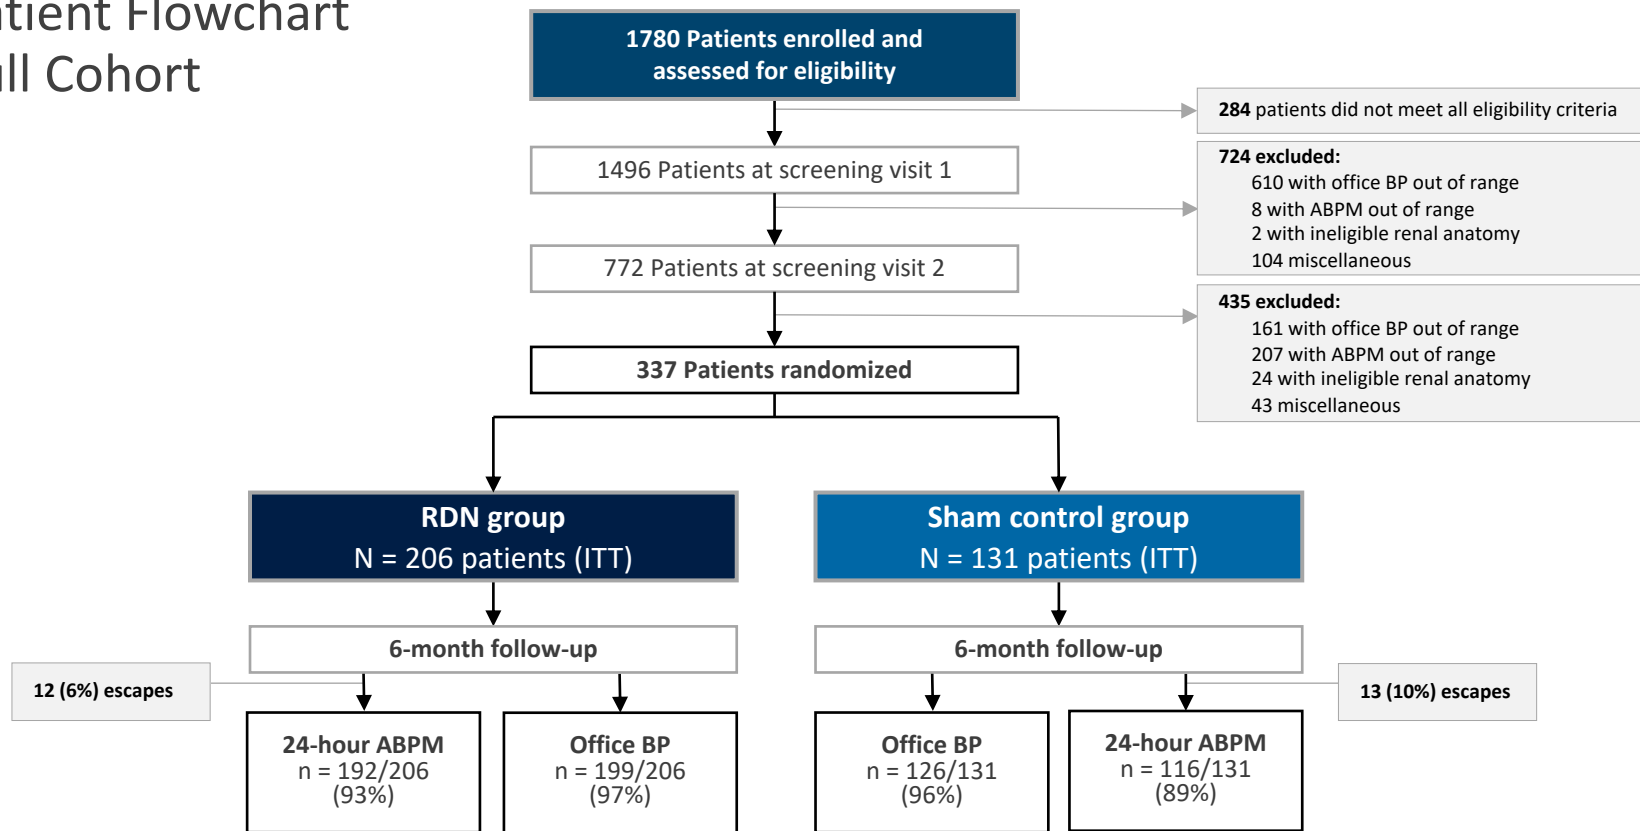 atient Flowchart
ull Cohort
1780 Patients enrolled and
assessed for eligibility
284 patients did not meet all eligibility criteria
1496 Patients at screening visit 1
724 excluded:
610 with office BP out of range
8 with ABPM out of range
2 with ineligible renal anatomy
104 miscellaneous
772 Patients at screening visit 2
435 excluded:
161 with office BP out of range
207 with ABPM out of range
24 with ineligible renal anatomy
43 miscellaneous
337 Patients randomized
RDN group
N = 206 patients (ITT)
Sham control group
N = 131 patients (ITT)
6-month follow-up
6-month follow-up
12 (6%) escapes
13 (10%) escapes
24-hour ABPM
n = 192/206
(93%)
Office BP
n = 199/206
(97%)
Office BP
n = 126/131
(96%)
24-hour ABPM
n = 116/131
(89%)